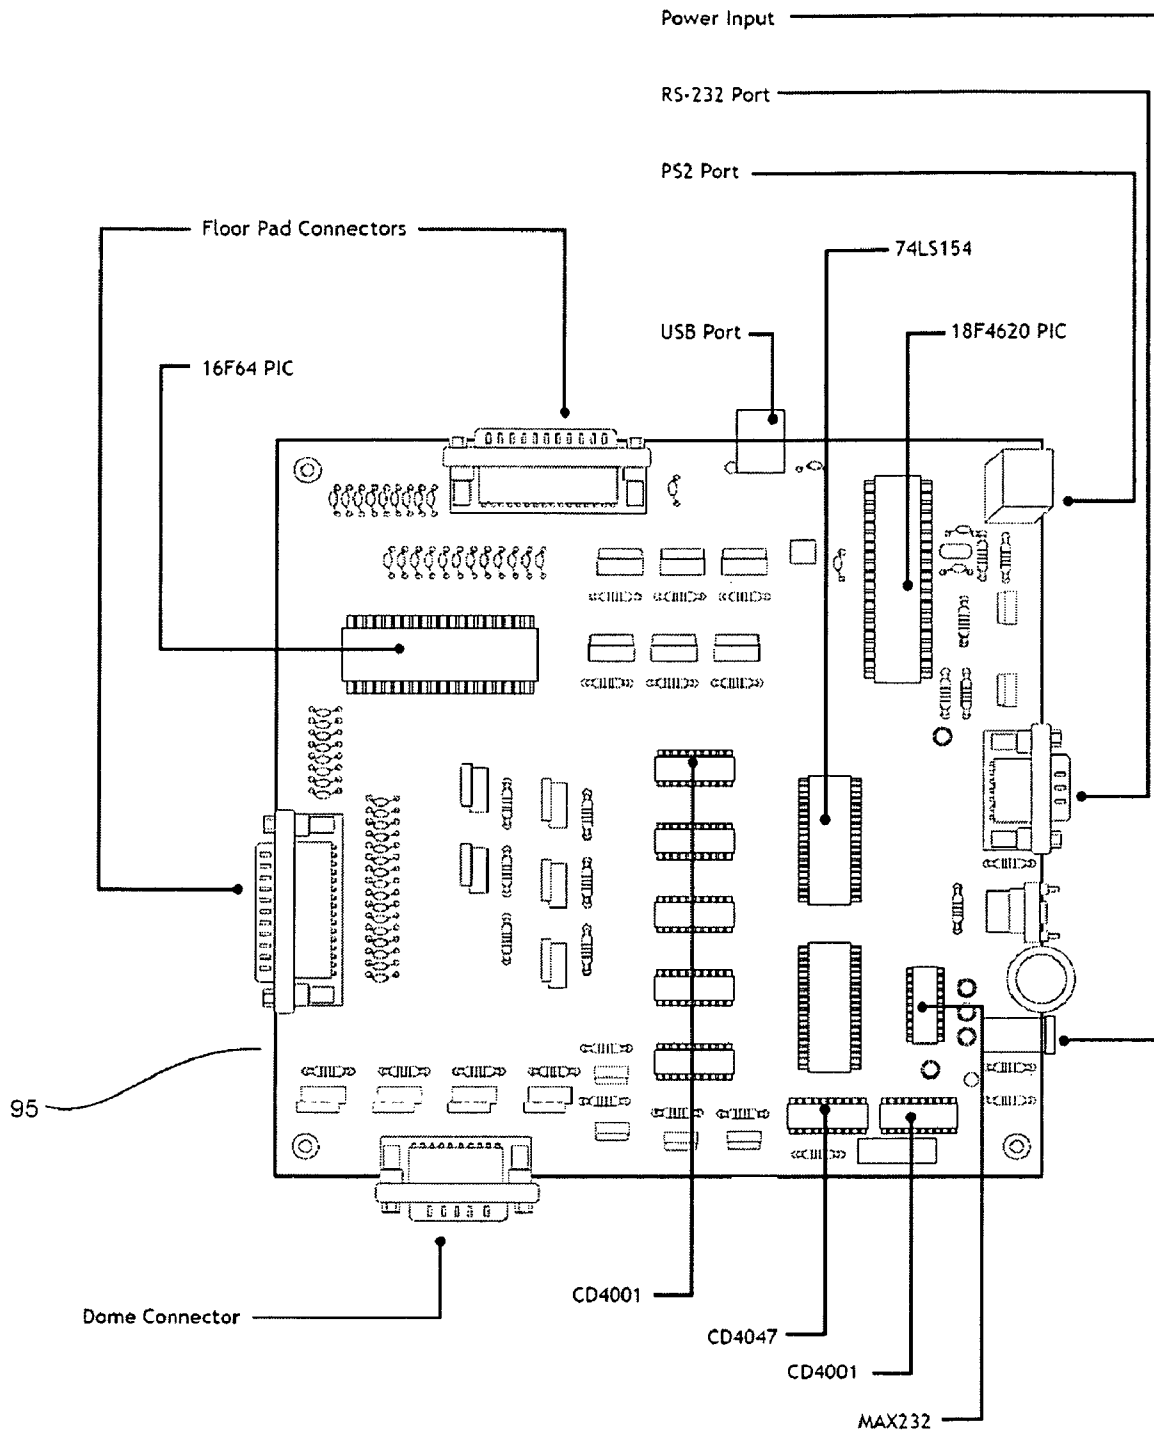 Power Input
RS-232 Port
PS2 Port
Floor Pad Connectors
74LS154
USB Port
18F4620 PIC
16F64 PIC
95
CD4001
Dome Connector
CD4047
CD4001
MAX232